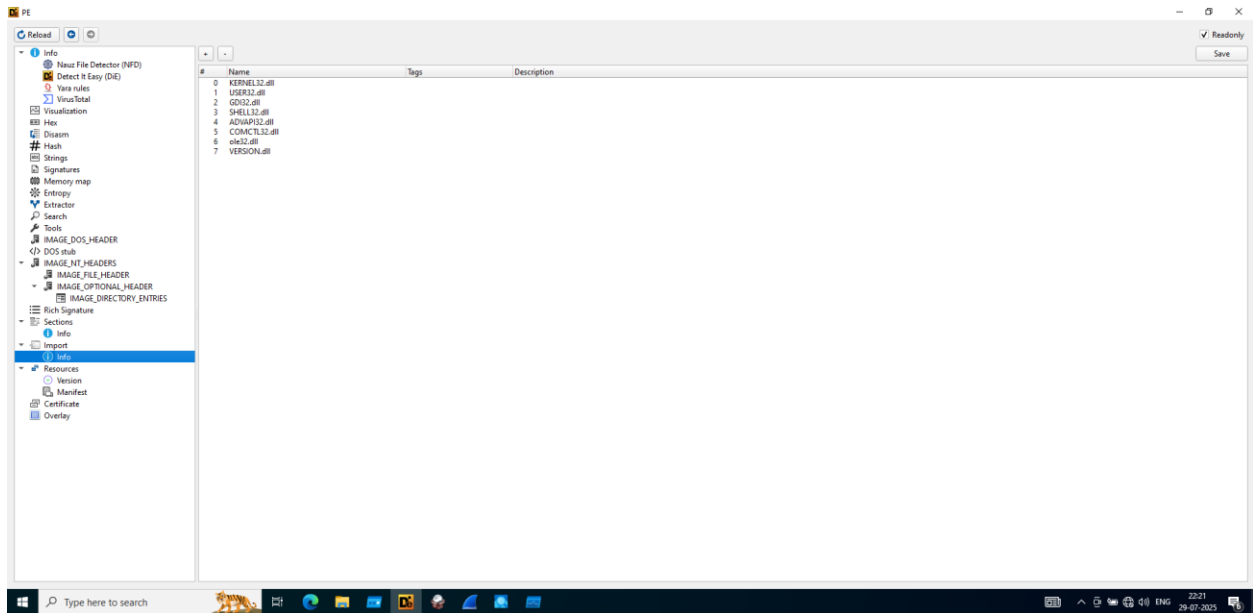 PE
Reload
Readonly
Info
+ -
Save
Nauz File Detector (NFD)
Detect It Easy (DiE)
Yara rules
VirusTotal
Visualization
Hex
Disasm
Hash
Strings
Signatures
Memory map
Entropy
Extractor
Search
Tools
IMAGE_DOS_HEADER
DOS stub
IMAGE_NT_HEADERS
IMAGE_FILE_HEADER
IMAGE_OPTIONAL_HEADER
IMAGE_DIRECTORY_ENTRIES
Rich Signature
Sections
Info
Import
Info
Resources
Version
Manifest
Certificate
Overlay
# Name Tags Description
0 KERNEL32.dll
1 USER32.dll
2 GDI32.dll
3 SHELL32.dll
4 ADVAPI32.dll
5 COMCTL32.dll
6 ole32.dll
7 VERSION.dll
Type here to search
ENG
22:21
29-07-2025